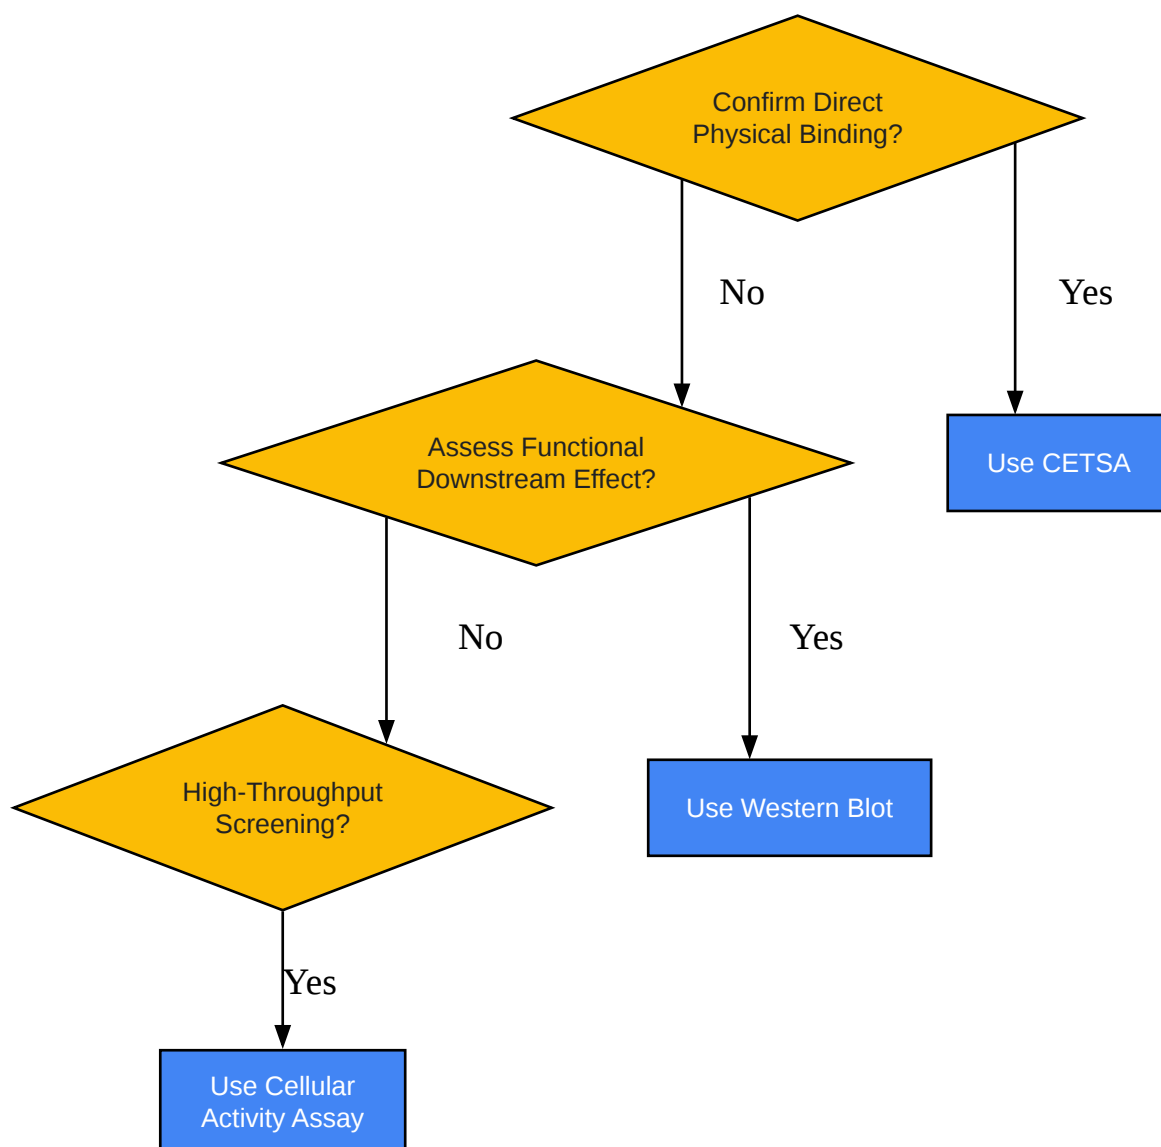 Confirm Direct
Physical Binding?
No
Yes
Assess Functional
Downstream Effect?
Use CETSA
No
Yes
High-Throughput
Screening?
Use Western Blot
Yes
Use Cellular
Activity Assay